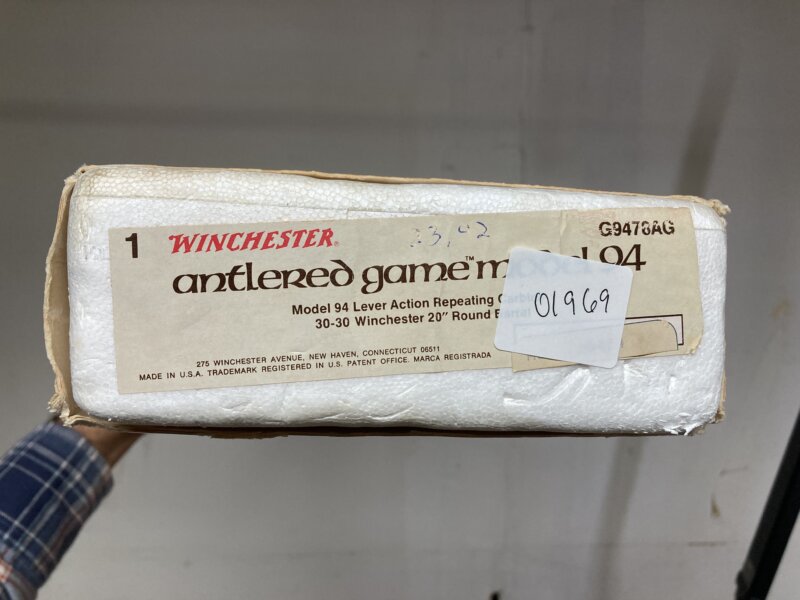 1 WINCHESTER® G9478AG
antlered game™ 94
Model 94 Lever Action Repeating
30-30 Winchester 20" Round
01969
275 WINCHESTER AVENUE, NEW HAVEN, CONNECTICUT 06511
MADE IN U.S.A. TRADEMARK REGISTERED IN U.S. PATENT OFFICE. MARCA REGISTRADA